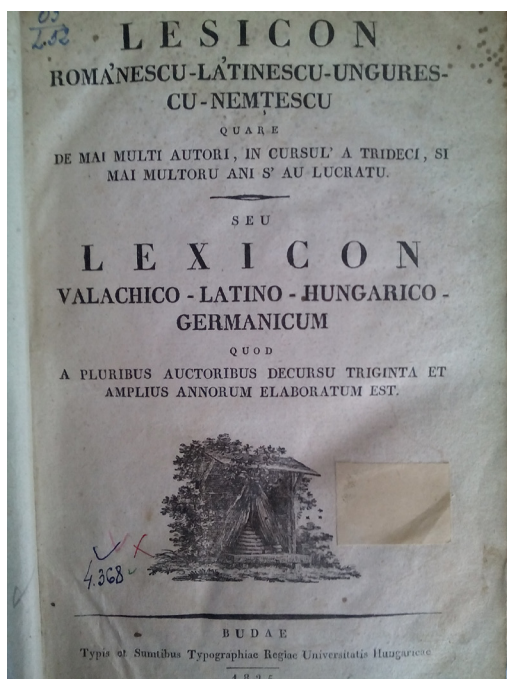 L.52
LESICON
ROMÁNESCU-LÁTINESCU-UNGURES-
CU-NEMȚESCU
QUARE
DE MAI MULTI AUTORI, IN CURSUL' A TRIDECI, SI
MAI MULTORU ANI S' AU LUCRATU.
SEU
LEXICON
VALACHICO - LATINO - HUNGARICO -
GERMANICUM
QUOD
A PLURIBUS AUCTORIBUS DECURSU TRIGINTA ET
AMPLIUS ANNORUM ELABORATUM EST.
4.368
BUDAE
Typis et Sumtibus Typographiae Regiae Universitatis Hungaricae